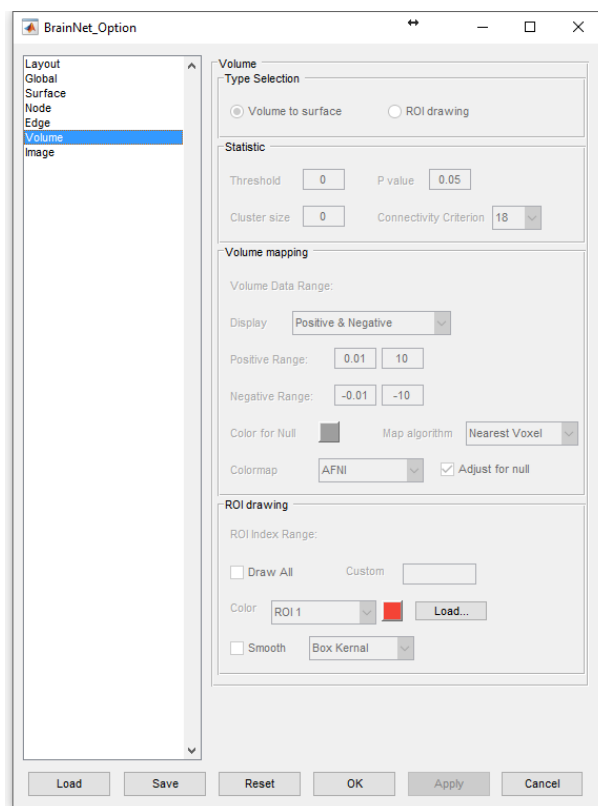 BrainNet_Option
Layout
Global
Surface
Node
Edge
Volume
Image
Volume
Type Selection
Volume to surface ROI drawing
Statistic
Threshold 0 P value 0.05
Cluster size 0 Connectivity Criterion 18
Volume mapping
Volume Data Range:
Display Positive & Negative
Positive Range: 0.01 10
Negative Range: -0.01 -10
Color for Null Map algorithm Nearest Voxel
Colormap AFNI Adjust for null
ROI drawing
ROI Index Range:
Draw All Custom
Color ROI 1 Load...
Smooth Box Kernal
Load Save Reset OK Apply Cancel